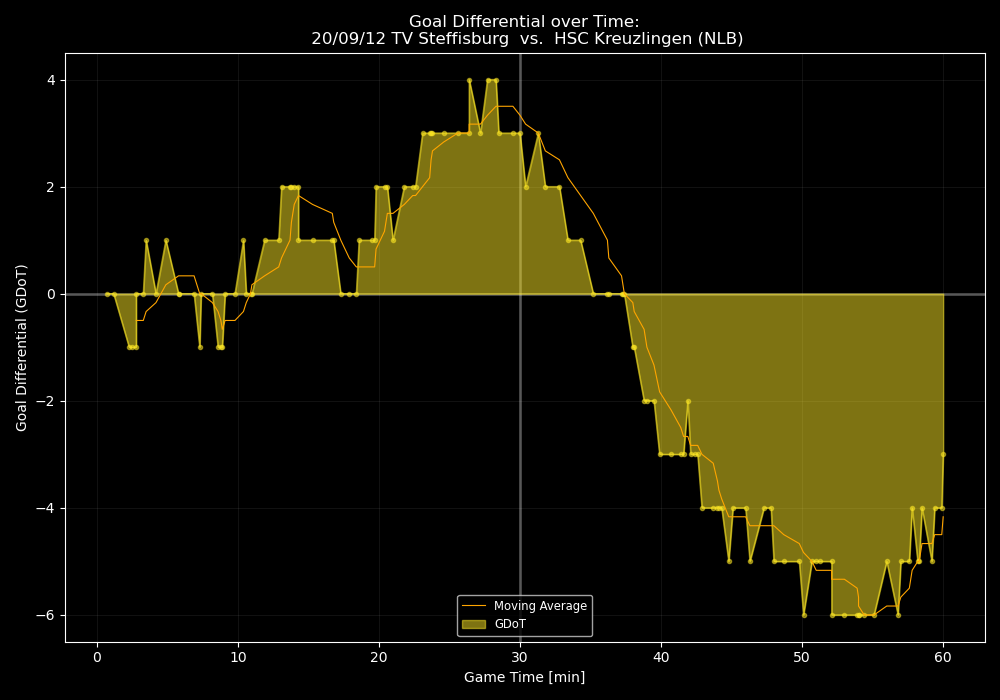 Goal Differential over Time:
20/09/12 TV Steffisburg  vs.  HSC Kreuzlingen (NLB)
Goal Differential (GDoT)
4
2
0
−2
−4
−6
Moving Average
GDoT
0 10 20 30 40 50 60
Game Time [min]